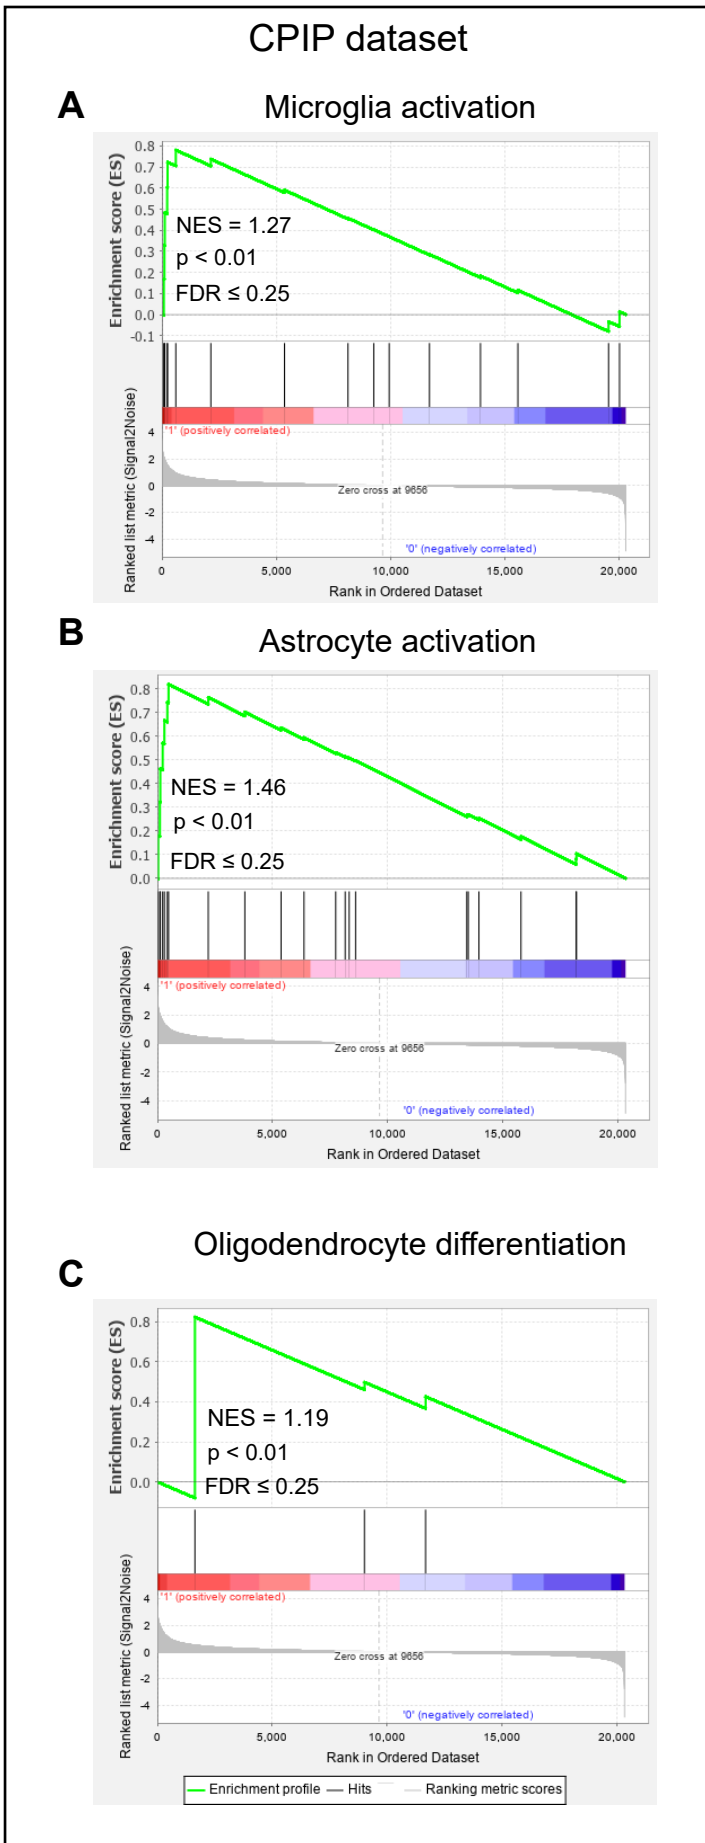 CPIP dataset
A
Microglia activation
Enrichment score (ES)
0.8
0.7
0.6
0.5
0.4
0.3
0.2
0.1
0.0
-0.1
NES = 1.27
p < 0.01
FDR ≤ 0.25
Ranked list metric (Signal2Noise)
'1' (positively correlated)
4
2
0
-2
-4
Zero cross at 9656
'0' (negatively correlated)
0 5,000 10,000 15,000 20,000
Rank in Ordered Dataset
B
Astrocyte activation
Enrichment score (ES)
0.8
0.7
0.6
0.5
0.4
0.3
0.2
0.1
0.0
NES = 1.46
p < 0.01
FDR ≤ 0.25
Ranked list metric (Signal2Noise)
'1' (positively correlated)
4
2
0
-2
-4
Zero cross at 9656
'0' (negatively correlated)
0 5,000 10,000 15,000 20,000
Rank in Ordered Dataset
Oligodendrocyte differentiation
C
Enrichment score (ES)
0.8
0.6
0.4
0.2
0.0
NES = 1.19
p < 0.01
FDR ≤ 0.25
Ranked list metric (Signal2Noise)
'1' (positively correlated)
4
2
0
-2
-4
Zero cross at 9656
'0' (negatively correlated)
0 5,000 10,000 15,000 20,000
Rank in Ordered Dataset
Enrichment profile Hits Ranking metric scores